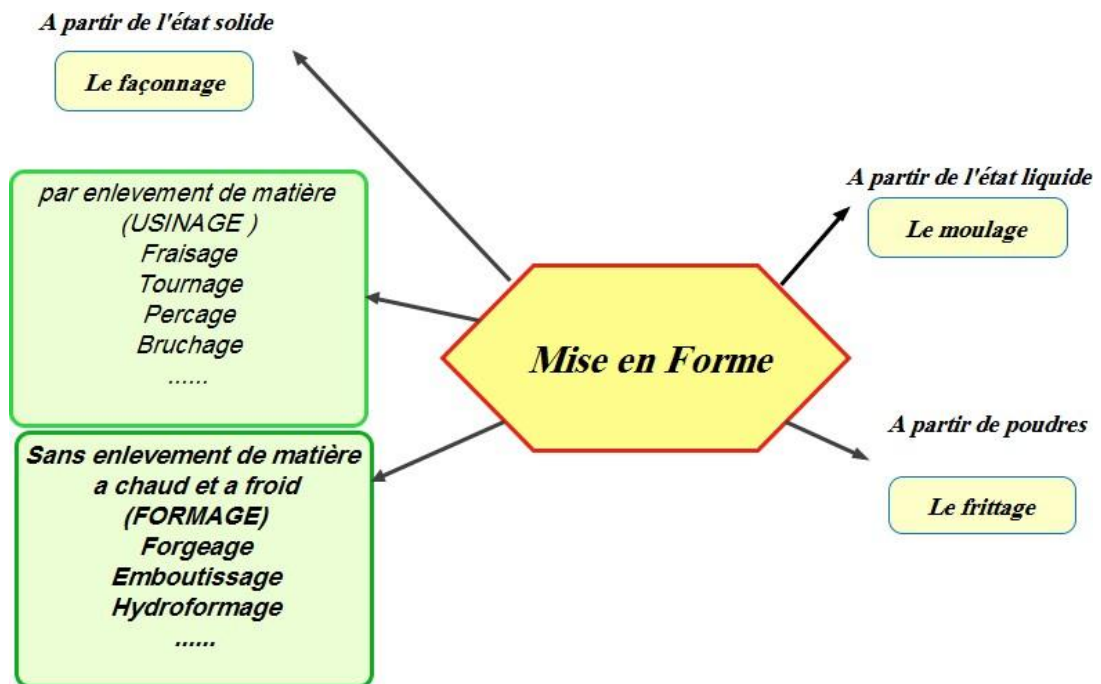 A partir de l'état solide
Le façonnage
par enlevement de matière
(USINAGE )
Fraisage
Tournage
Percage
Bruchage
......
Sans enlevement de matière
a chaud et a froid
(FORMAGE)
Forgeage
Emboutissage
Hydroformage
......
Mise en Forme
A partir de l'état liquide
Le moulage
A partir de poudres
Le frittage